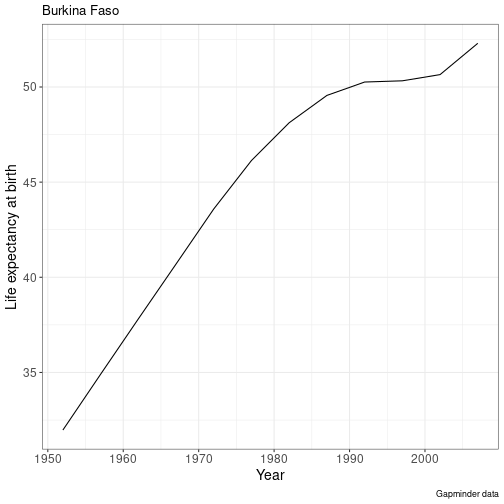 Burkina Faso
Life expectancy at birth
50
45
40
35
1950 1960 1970 1980 1990 2000
Year
Gapminder data